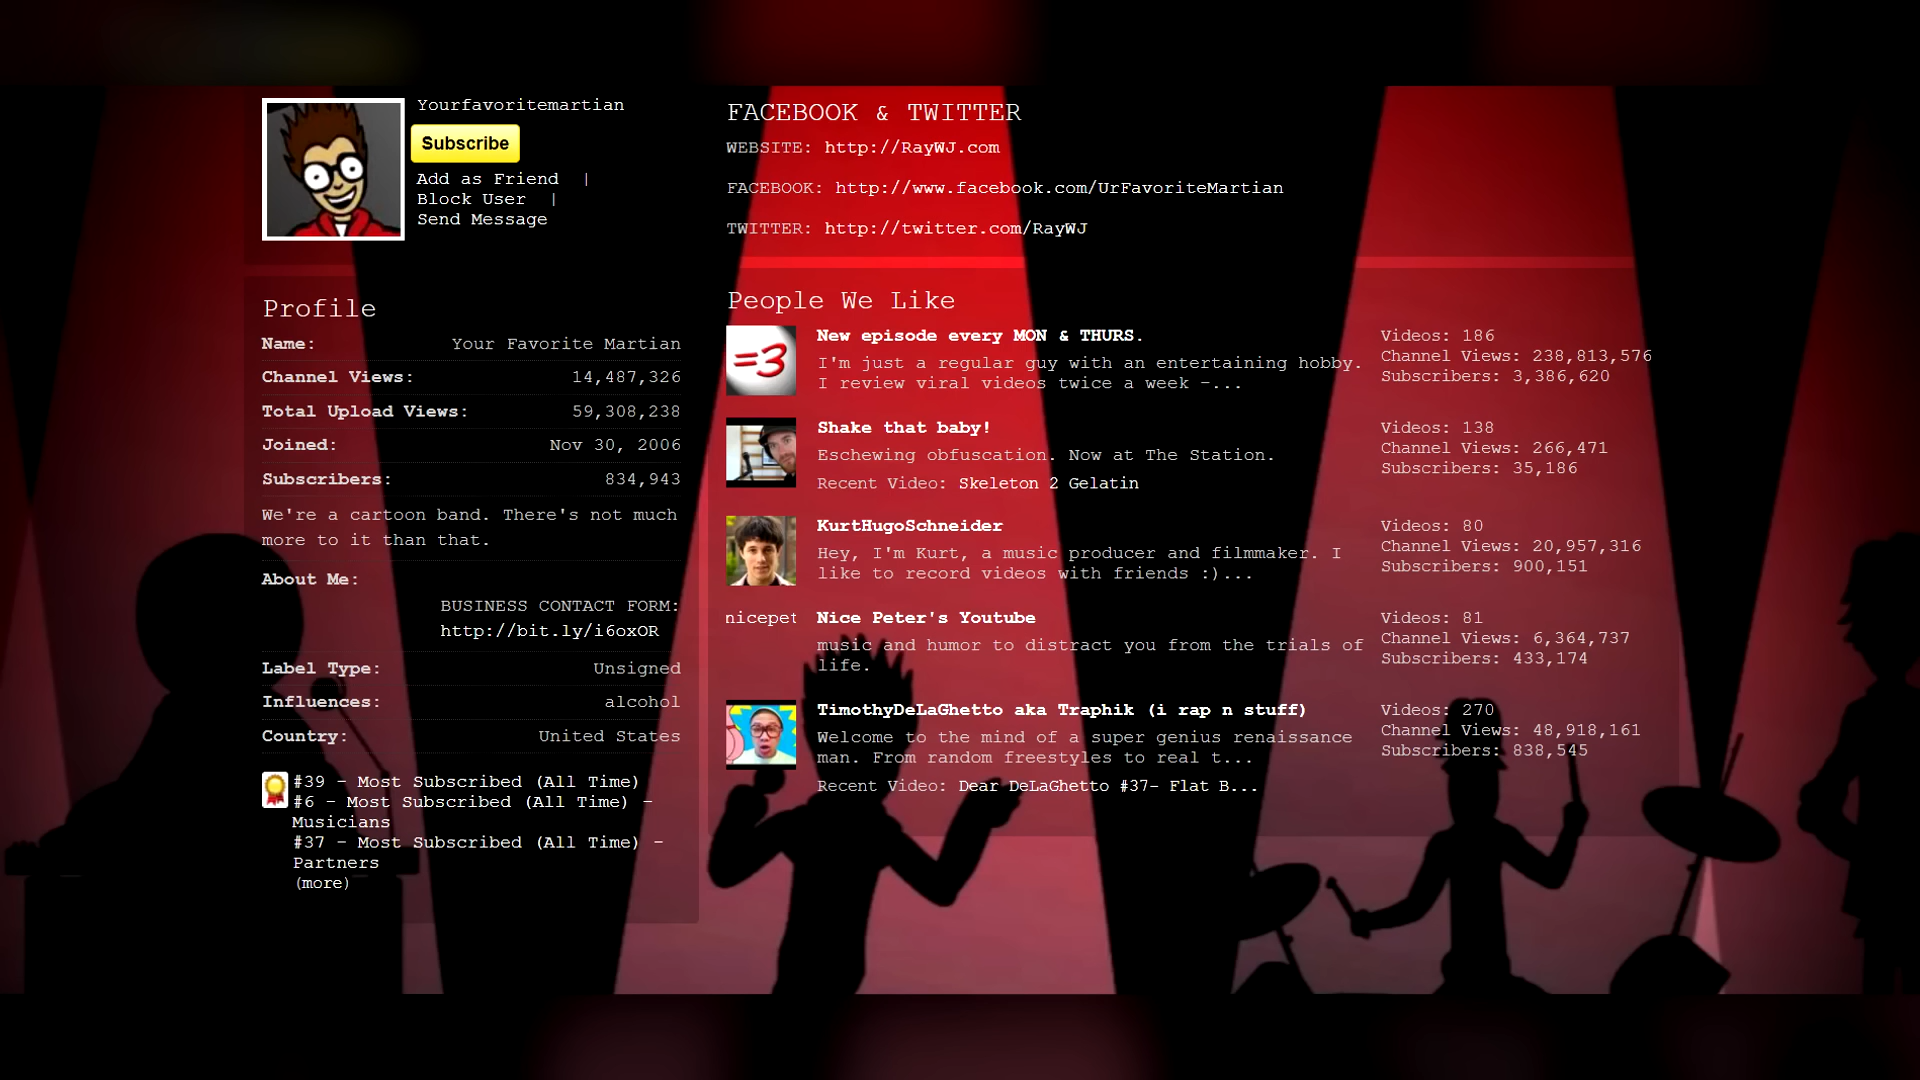 Yourfavoritemartian
Subscribe
Add as Friend |
Block User |
Send Message
Profile
Name: Your Favorite Martian
Channel Views: 14,487,326
Total Upload Views: 59,308,238
Joined: Nov 30, 2006
Subscribers: 834,943
We're a cartoon band. There's not much
more to it than that.
About Me:
BUSINESS CONTACT FORM:
http://bit.ly/i6oxOR
Label Type: Unsigned
Influences: alcohol
Country: United States
#39 - Most Subscribed (All Time)
#6 - Most Subscribed (All Time) -
Musicians
#37 - Most Subscribed (All Time) -
Partners
(more)
FACEBOOK & TWITTER
WEBSITE: http://RayWJ.com
FACEBOOK: http://www.facebook.com/UrFavoriteMartian
TWITTER: http://twitter.com/RayWJ
People We Like
=3
New episode every MON & THURS.
I'm just a regular guy with an entertaining hobby.
I review viral videos twice a week -...
Videos: 186
Channel Views: 238,813,576
Subscribers: 3,386,620
Shake that baby!
Eschewing obfuscation. Now at The Station.
Recent Video: Skeleton 2 Gelatin
Videos: 138
Channel Views: 266,471
Subscribers: 35,186
KurtHugoSchneider
Hey, I'm Kurt, a music producer and filmmaker. I
like to record videos with friends :)...
Videos: 80
Channel Views: 20,957,316
Subscribers: 900,151
nicepet
Nice Peter's Youtube
music and humor to distract you from the trials of
life.
Videos: 81
Channel Views: 6,364,737
Subscribers: 433,174
TimothyDeLaGhetto aka Traphik (i rap n stuff)
Welcome to the mind of a super genius renaissance
man. From random freestyles to real t...
Recent Video: Dear DeLaGhetto #37- Flat B...
Videos: 270
Channel Views: 48,918,161
Subscribers: 838,545